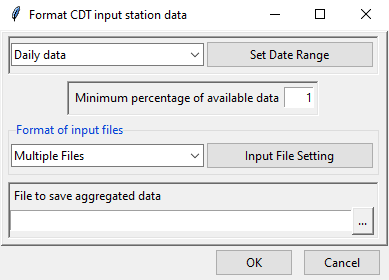 Format CDT input station data
Daily data
Set Date Range
Minimum percentage of available data 1
Format of input files
Multiple Files
Input File Setting
File to save aggregated data
...
OK
Cancel